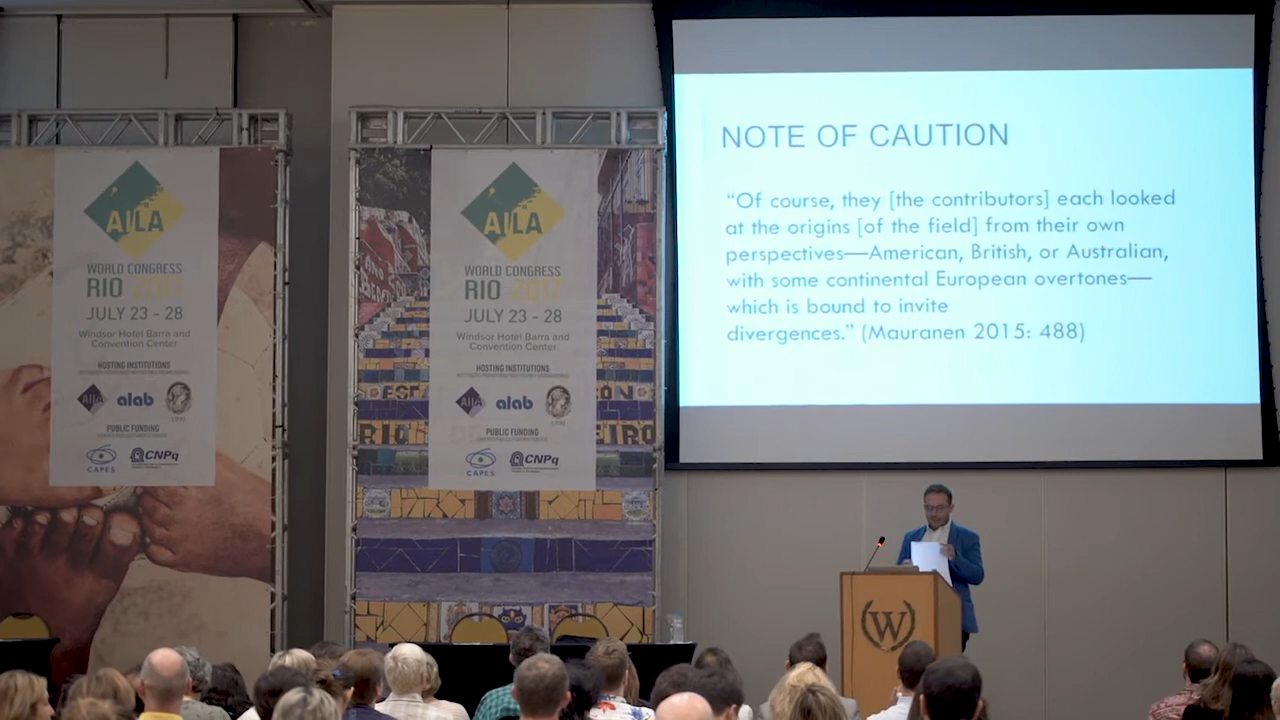 AILA
WORLD CONGRESS
RIO 2017
JULY 23 - 28
Windsor Hotel Barra and
Convention Center
HOSTING INSTITUTIONS
AILA
alab
PUBLIC FUNDING
CAPES
CNPq
AILA
WORLD CONGRESS
RIO 2017
JULY 23 - 28
Windsor Hotel Barra and
Convention Center
HOSTING INSTITUTIONS
AILA
alab
PUBLIC FUNDING
CAPES
CNPq
RIO
EIRO
NOTE OF CAUTION
“Of course, they [the contributors] each looked
at the origins [of the field] from their own
perspectives—American, British, or Australian,
with some continental European overtones—
which is bound to invite
divergences.” (Mauranen 2015: 488)
W